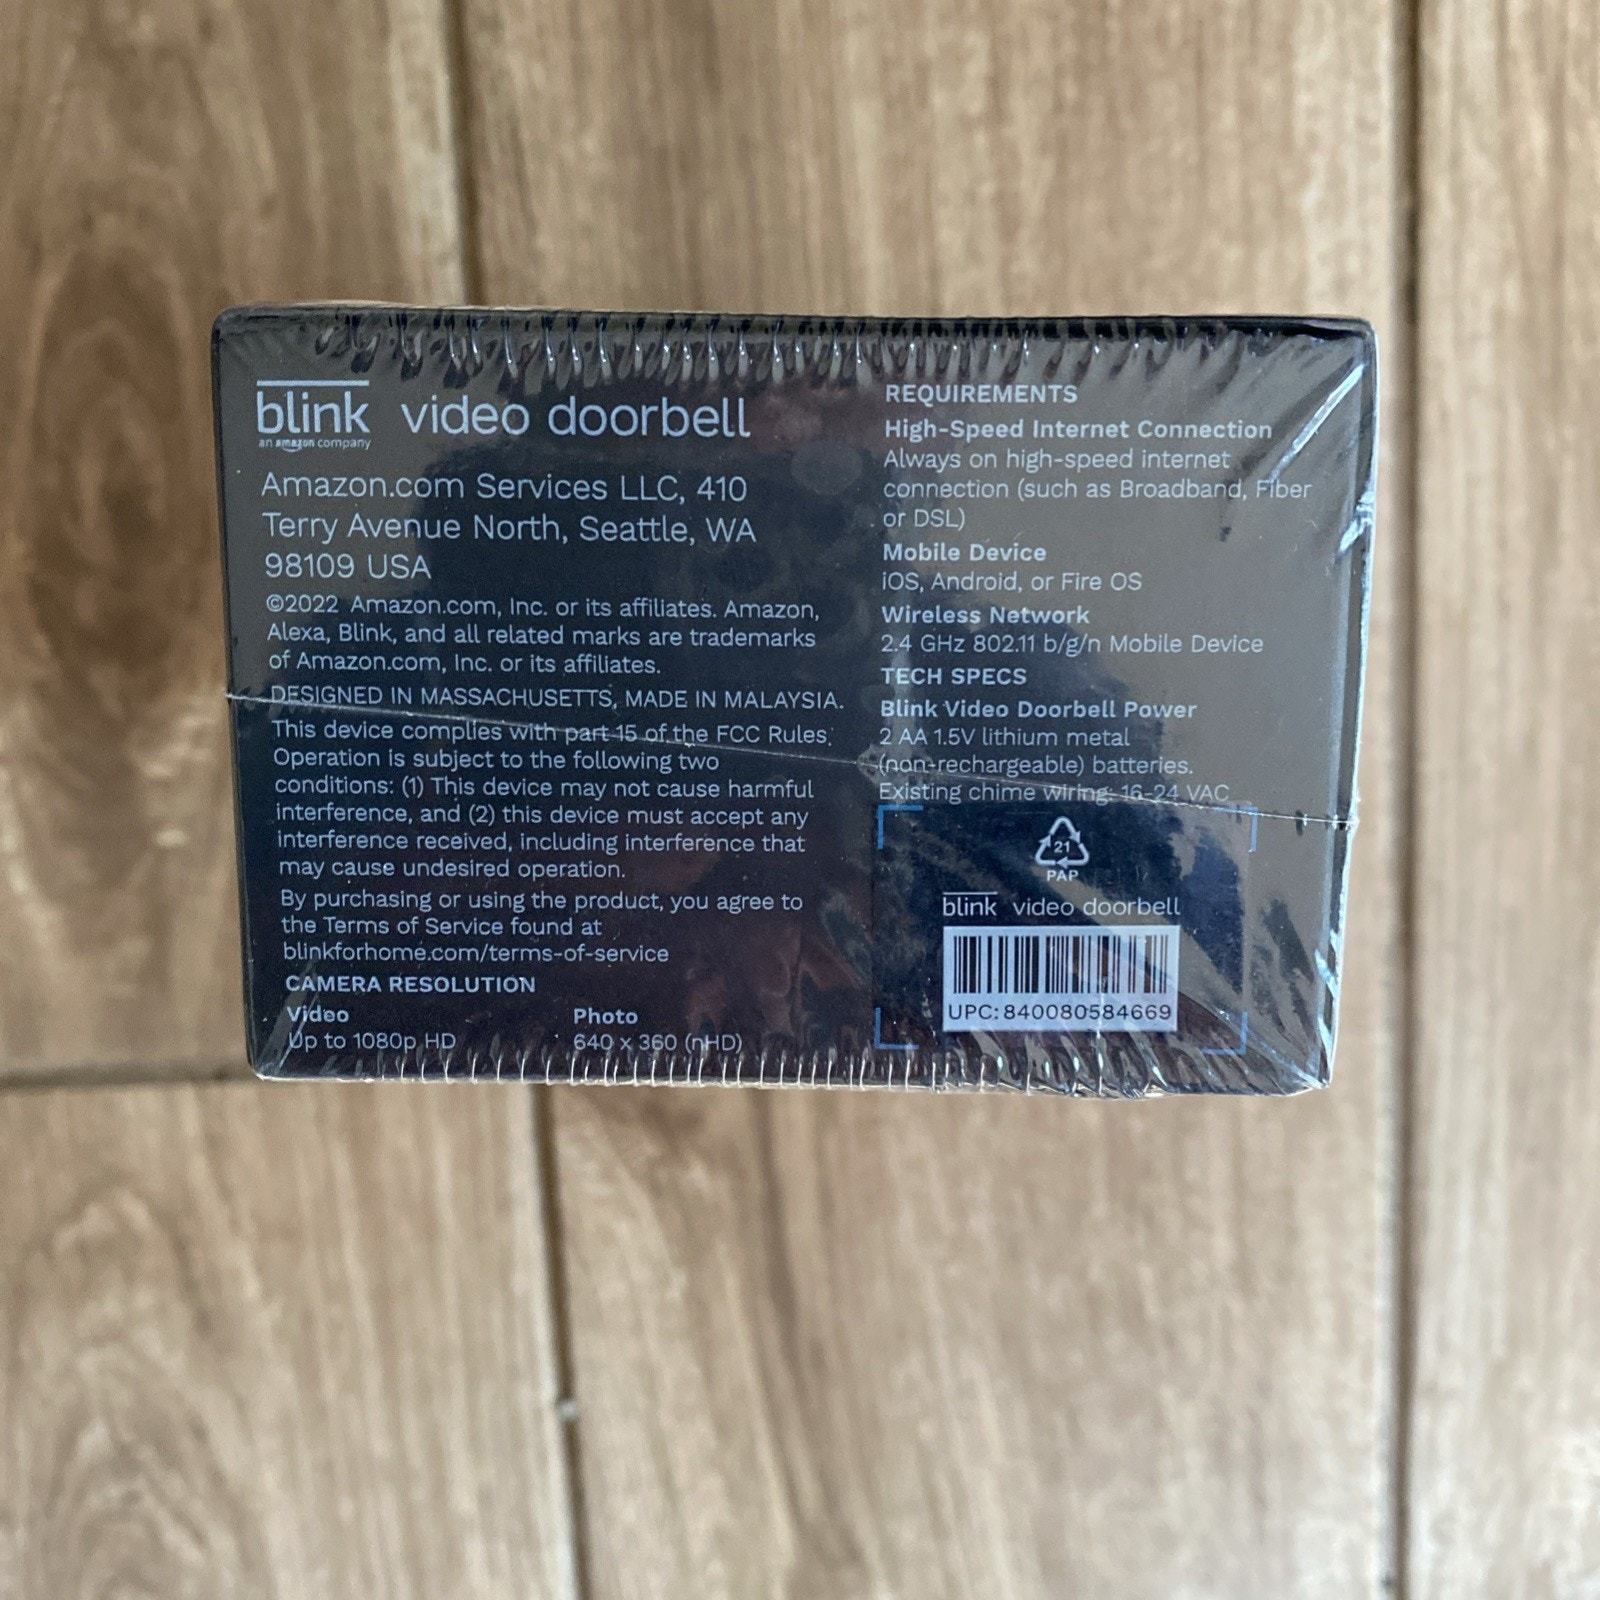 blink video doorbell
an amazon company
Amazon.com Services LLC, 410
Terry Avenue North, Seattle, WA
98109 USA
©2022 Amazon.com, Inc. or its affiliates. Amazon,
Alexa, Blink, and all related marks are trademarks
of Amazon.com, Inc. or its affiliates.
DESIGNED IN MASSACHUSETTS, MADE IN MALAYSIA.
This device complies with part 15 of the FCC Rules.
Operation is subject to the following two
conditions: (1) This device may not cause harmful
interference, and (2) this device must accept any
interference received, including interference that
may cause undesired operation.
By purchasing or using the product, you agree to
the Terms of Service found at
blinkforhome.com/terms-of-service
CAMERA RESOLUTION
Video Photo
Up to 1080p HD 640 x 360 (nHD)
REQUIREMENTS
High-Speed Internet Connection
Always on high-speed internet
connection (such as Broadband, Fiber
or DSL)
Mobile Device
iOS, Android, or Fire OS
Wireless Network
2.4 GHz 802.11 b/g/n Mobile Device
TECH SPECS
Blink Video Doorbell Power
2 AA 1.5V lithium metal
(non-rechargeable) batteries.
Existing chime wiring: 16-24 VAC
21
PAP
blink video doorbell
UPC: 840080584669